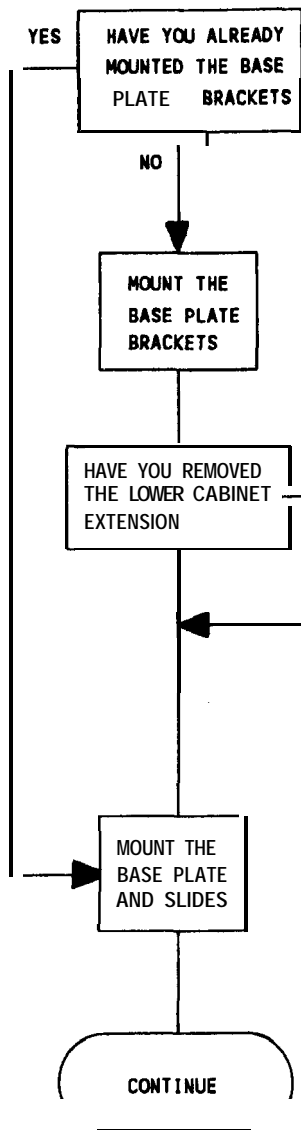 YES
HAVE YOU ALREADY
MOUNTED THE BASE
PLATE BRACKETS
NO
MOUNT THE
BASE PLATE
BRACKETS
HAVE YOU REMOVED
THE LOWER CABINET
EXTENSION
MOUNT THE
BASE PLATE
AND SLIDES
CONTINUE